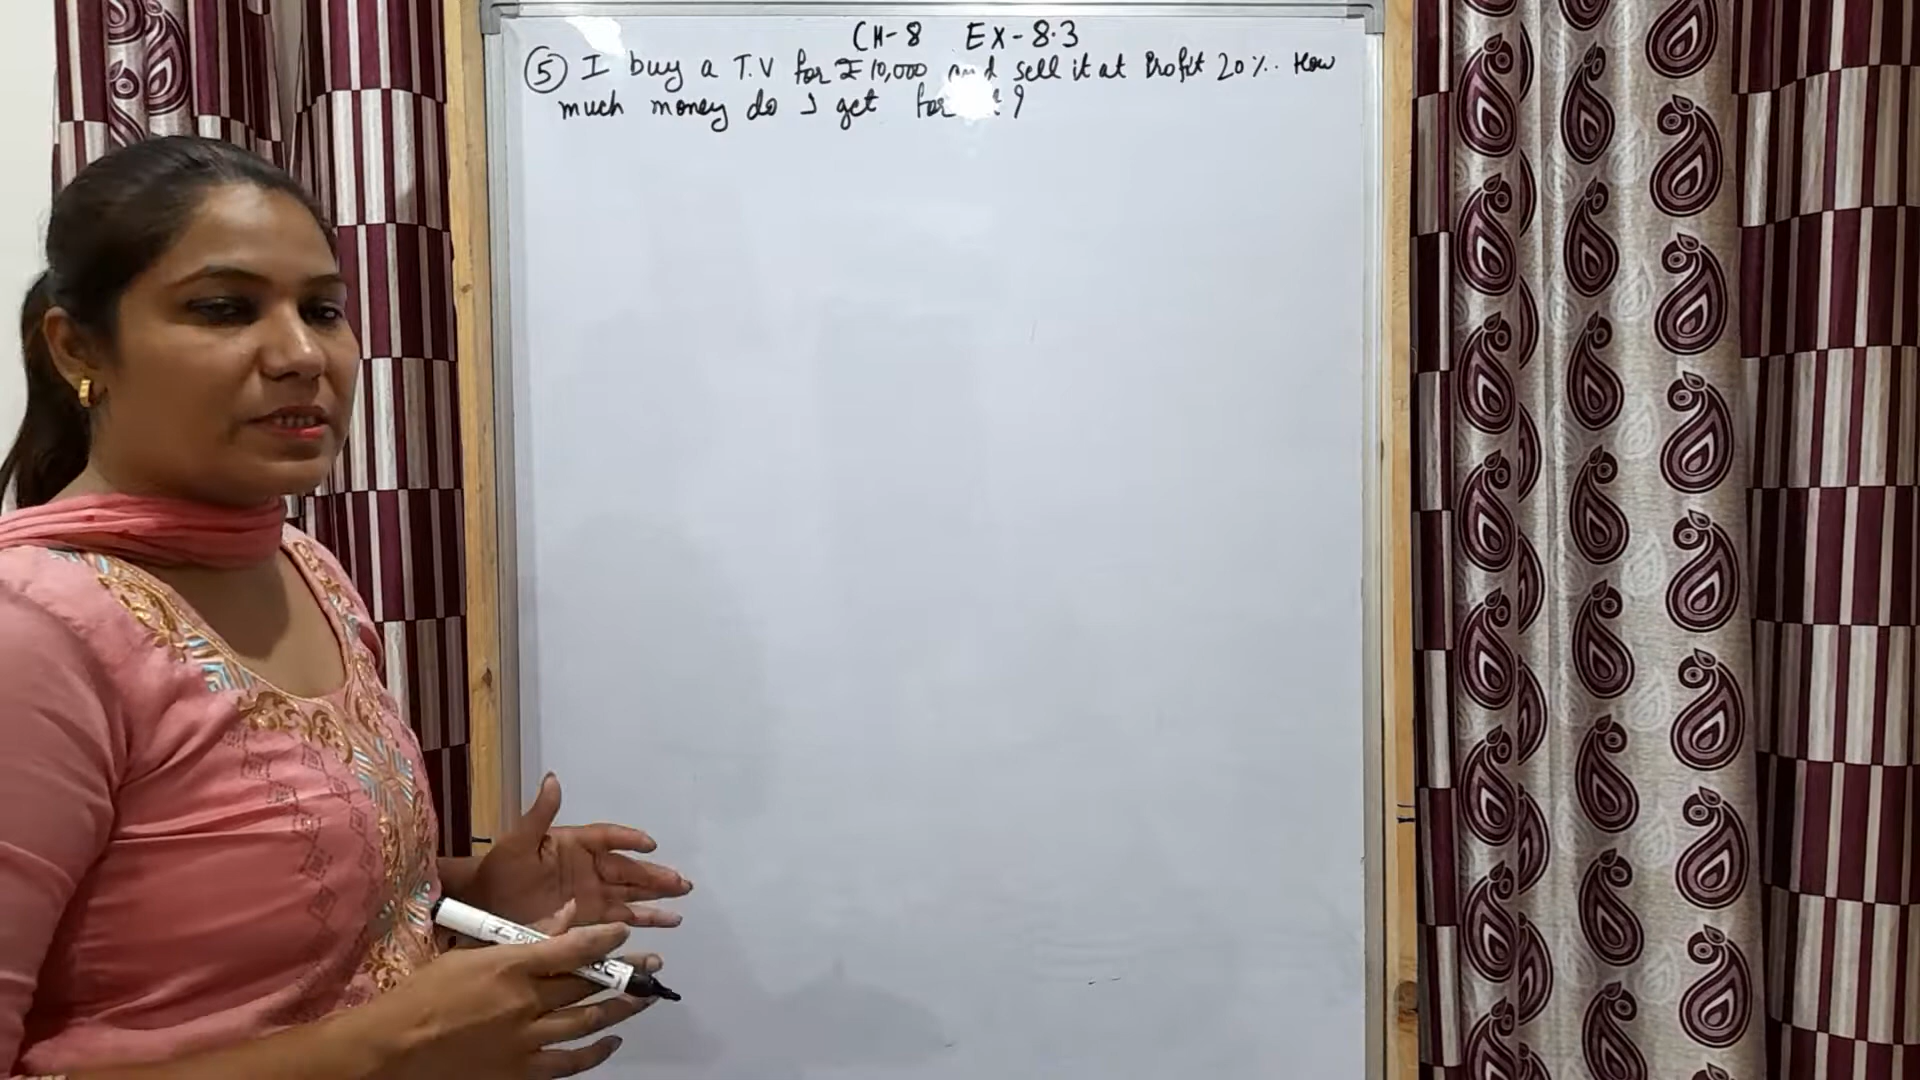 CH-8 EX-8.3
⑤ I buy a T.V for ₹10,000 and sell it at Profit 20%. How
much money do I get for ?